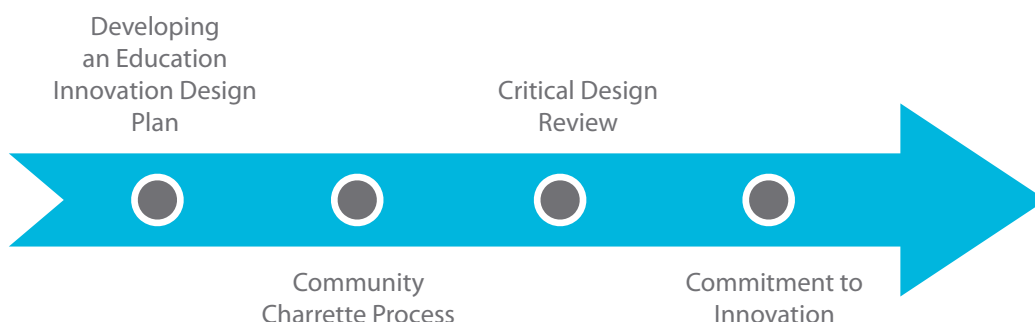 Developing
an Education
Innovation Design
Plan
Community
Charrette Process
Critical Design
Review
Commitment to
Innovation